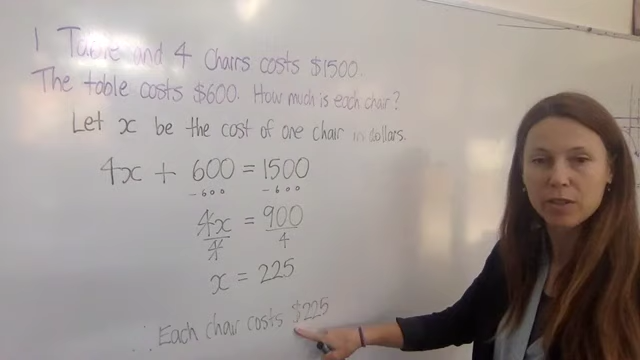 1 Table and 4 Chairs costs $1500.
The table costs $600. How much is each chair?
Let x be the cost of one chair in dollars.
4x + 600 = 1500
-600 -600
4x = 900
4 4
x = 225
∴ Each chair costs $225